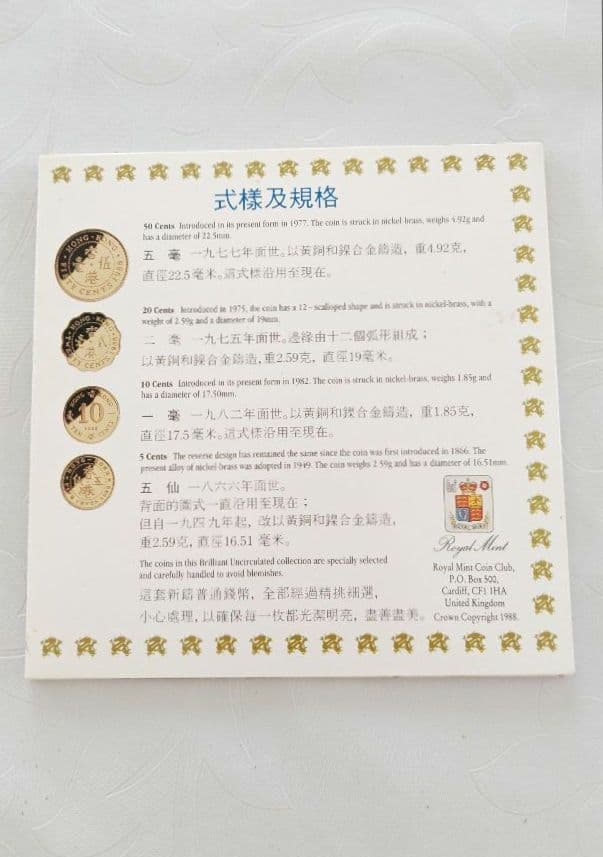 式樣及規格
50 Cents Introduced in its present form in 1977. The coin is struck in nickel-brass, weighs 4.92g and
has a diameter of 22.5mm.
五 毫 一九七七年面世。以黃銅和鎳合金鑄造，重4.92克，
直徑22.5毫米。這式樣沿用至現在。
20 Cents Introduced in 1975, the coin has a 12 – scalloped shape and is struck in nickel-brass, with a
weight of 2.59g and a diameter of 19mm.
二 毫 一九七五年面世。邊緣由十二個弧形組成；
以黃銅和鎳合金鑄造，重2.59克，直徑19毫米。
10 Cents Introduced in its present form in 1982. The coin is struck in nickel-brass, weighs 1.85g and
has a diameter of 17.50mm.
一 毫 一九八二年面世。以黃銅和鎳合金鑄造，重1.85克，
直徑17.5毫米。這式樣沿用至現在。
5 Cents The reverse design has remained the same since the coin was first introduced in 1866. The
present alloy of nickel-brass was adopted in 1949. The coin weighs 2.59g and has a diameter of 16.51mm.
五 仙 一八六六年面世。
背面的圖式一直沿用至現在；
但自一九四九年起，改以黃銅和鎳合金鑄造，
重2.59克，直徑16.51 毫米。
The coins in this Brilliant Uncirculated collection are specially selected
and carefully handled to avoid blemishes.
這套新鑄普通錢幣，全部經過精挑細選，
小心處理，以確保每一枚都光潔明亮，盡善盡美。
HONG·KONG
伍
港
CENTS 1988
10
ROYAL MINT
Royal Mint
Royal Mint Coin Club,
P.O. Box 500,
Cardiff, CF1 1HA
United Kingdom
Crown Copyright 1988.